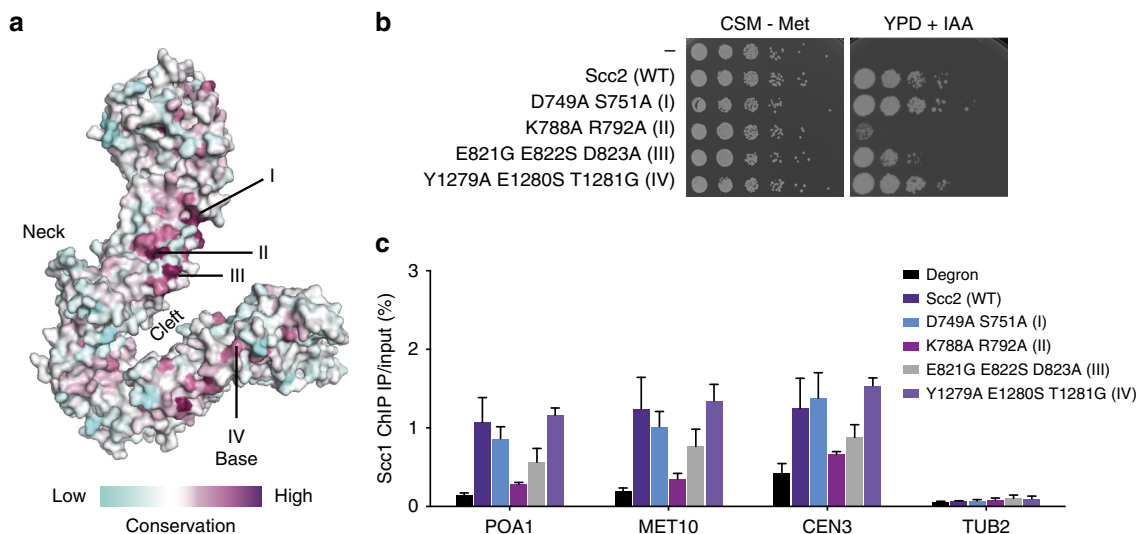 a
I
Neck
II
III
Cleft
IV
Base
Low
High
Conservation
b
CSM - Met
YPD + IAA
–
Scc2 (WT)
D749A S751A (I)
K788A R792A (II)
E821G E822S D823A (III)
Y1279A E1280S T1281G (IV)
c
Scc1 ChIP IP/input (%)
3
2
1
0
POA1
MET10
CEN3
TUB2
Degron
Scc2 (WT)
D749A S751A (I)
K788A R792A (II)
E821G E822S D823A (III)
Y1279A E1280S T1281G (IV)